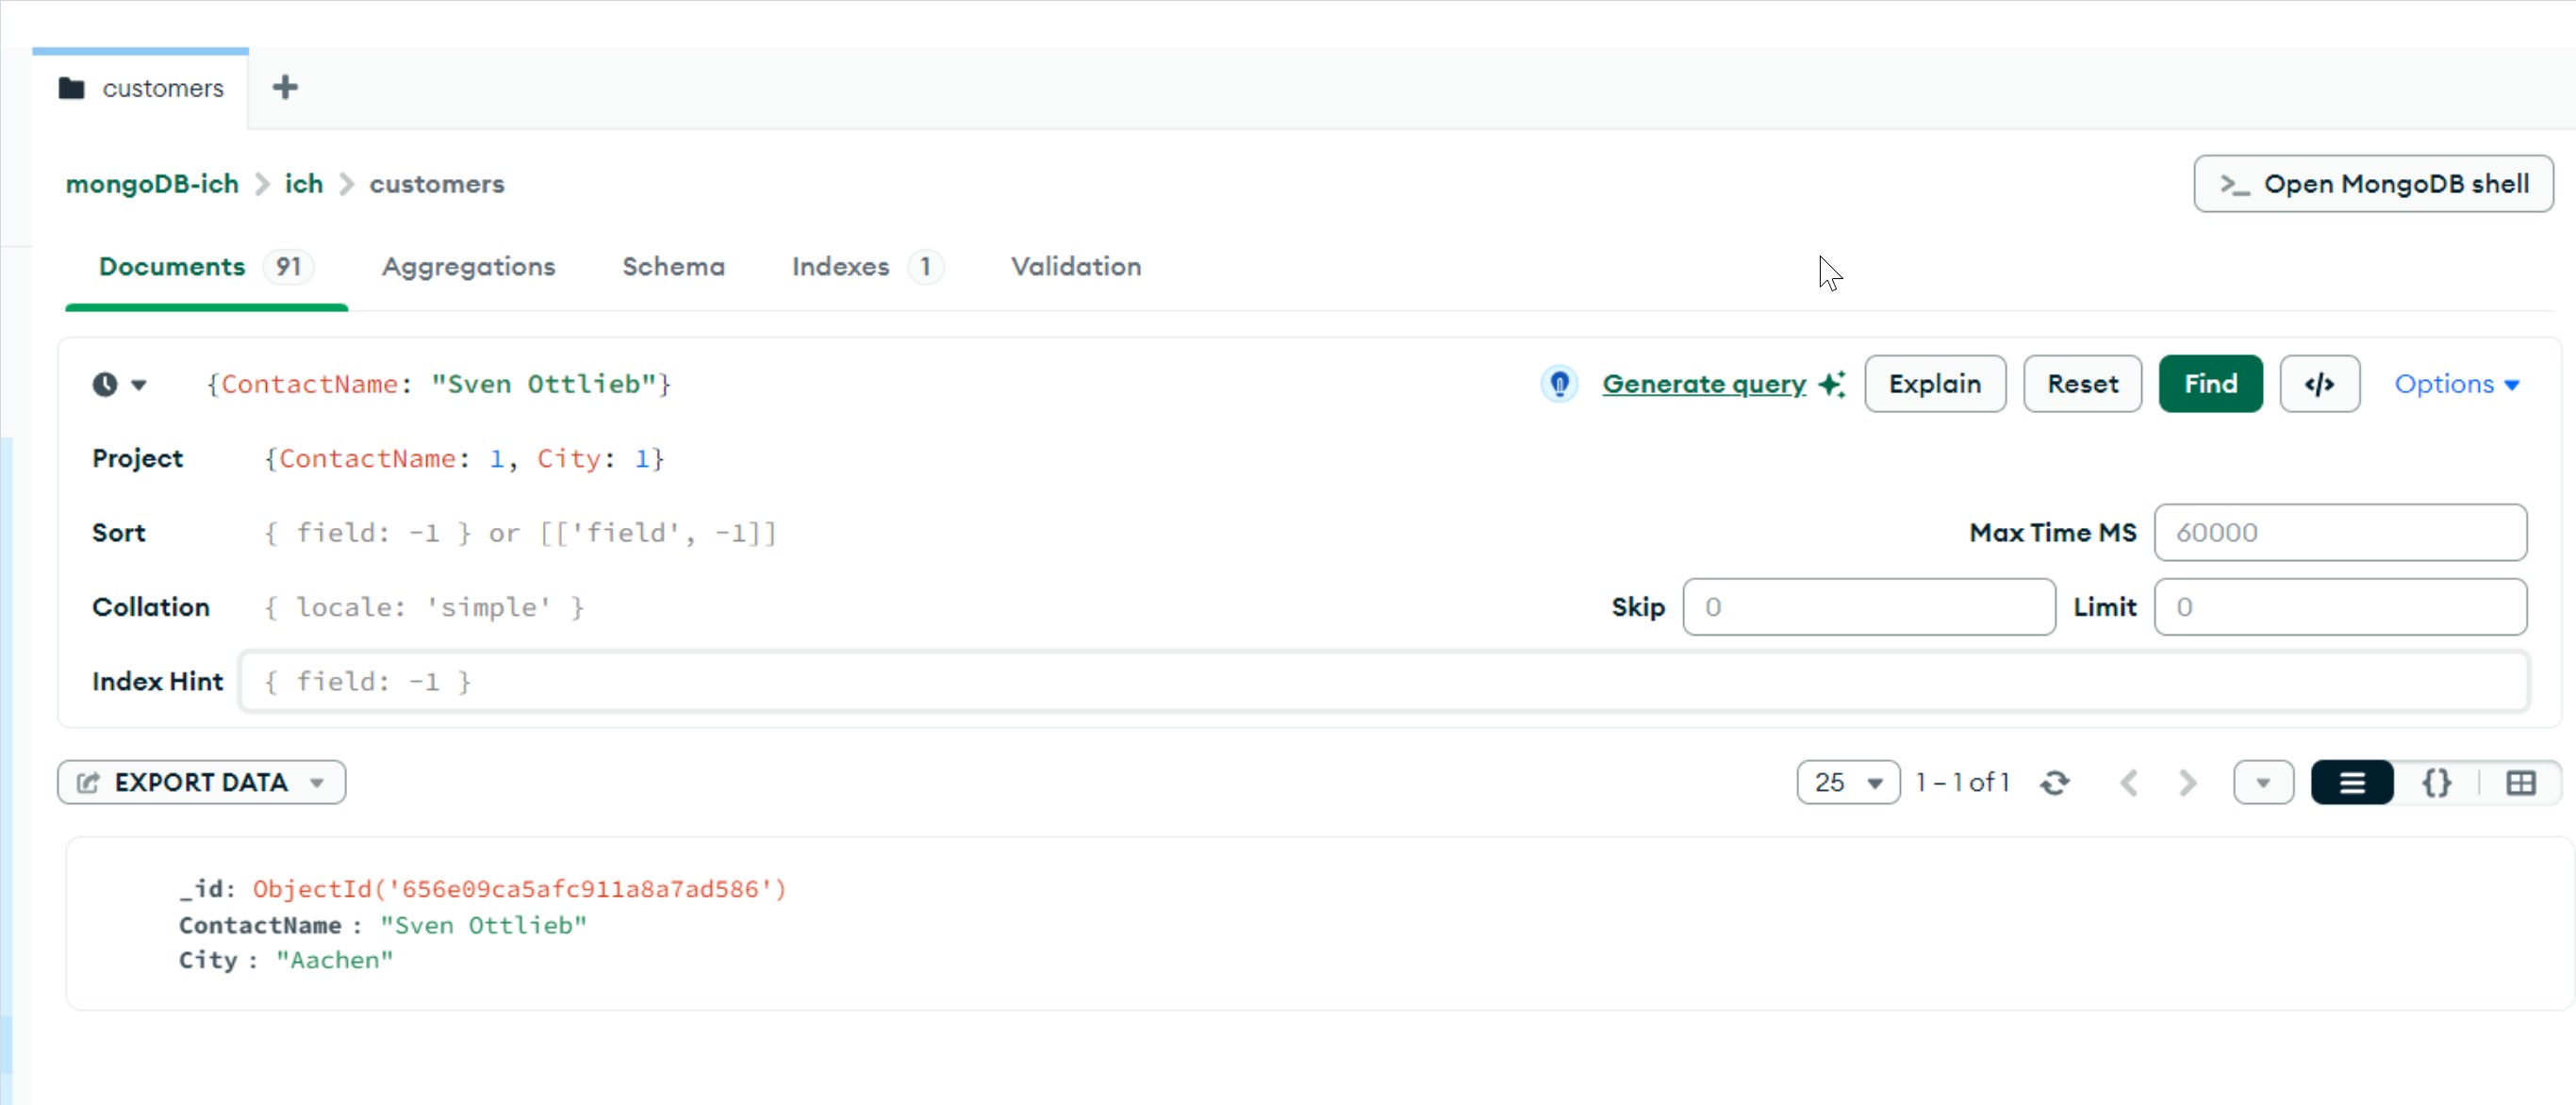 customers
mongoDB-ich > ich > customers
>_ Open MongoDB shell
Documents 91 Aggregations Schema Indexes 1 Validation
{ContactName: "Sven Ottlieb"} Generate query Explain Reset Find </> Options
Project {ContactName: 1, City: 1}
Sort { field: -1 } or [['field', -1]] Max Time MS 60000
Collation { locale: 'simple' } Skip 0 Limit 0
Index Hint { field: -1 }
EXPORT DATA 25 1 – 1 of 1 {}
_id: ObjectId('656e09ca5afc911a8a7ad586')
ContactName : "Sven Ottlieb"
City : "Aachen"